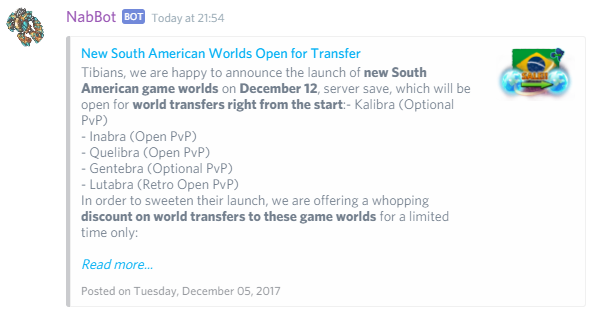 NabBot BOT Today at 21:54
New South American Worlds Open for Transfer
Tibians, we are happy to announce the launch of new South
American game worlds on December 12, server save, which will be
open for world transfers right from the start:- Kalibra (Optional
PvP)
- Inabra (Open PvP)
- Quelibra (Open PvP)
- Gentebra (Optional PvP)
- Lutabra (Retro Open PvP)
In order to sweeten their launch, we are offering a whopping
discount on world transfers to these game worlds for a limited
time only:
Read more...
Posted on Tuesday, December 05, 2017
SALE!